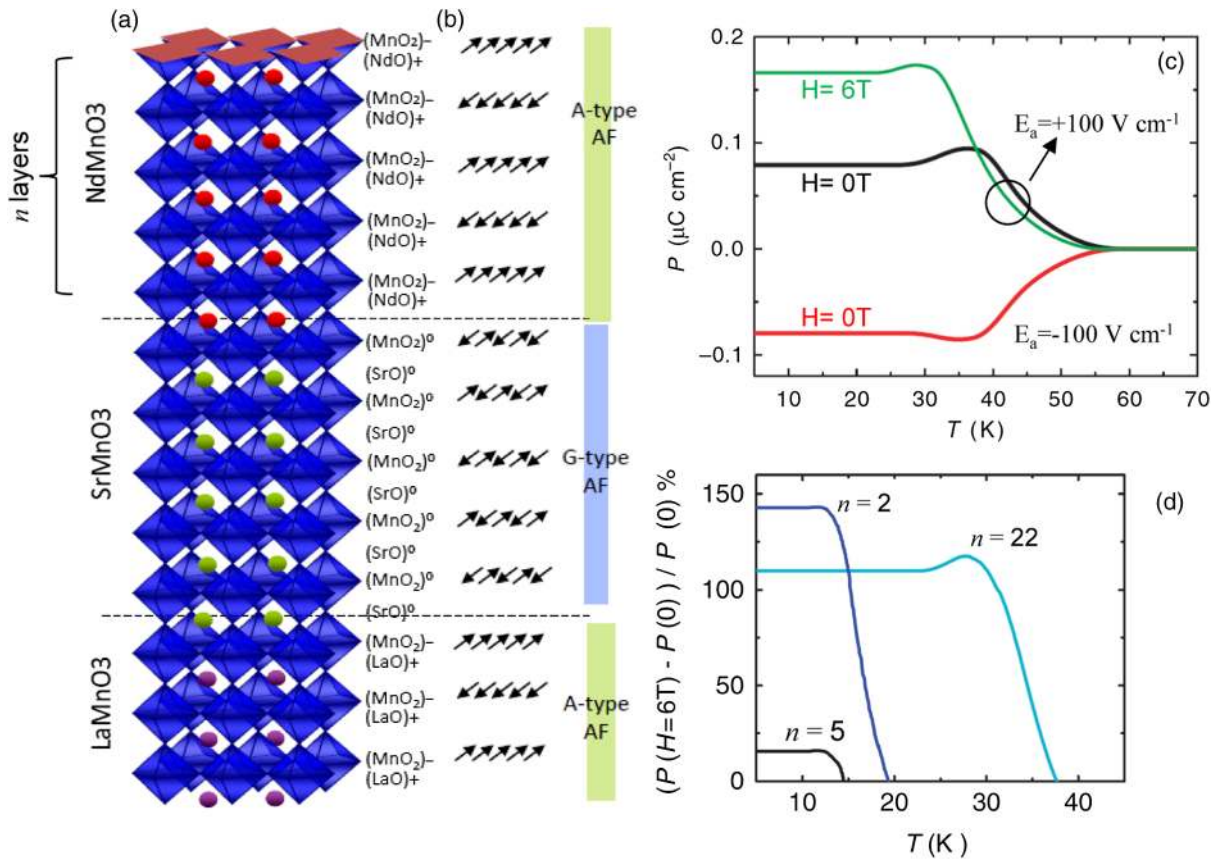 (a)
(b)
NdMnO3
n layers
SrMnO3
LaMnO3
(MnO₂)–
(NdO)+
(MnO₂)–
(NdO)+
(MnO₂)–
(NdO)+
(MnO₂)–
(NdO)+
(MnO₂)–
(NdO)+
(MnO₂)⁰
(SrO)⁰
(MnO₂)⁰
(SrO)⁰
(MnO₂)⁰
(SrO)⁰
(MnO₂)⁰
(SrO)⁰
(MnO₂)⁰
(SrO)⁰
(MnO₂)–
(LaO)+
(MnO₂)–
(LaO)+
(MnO₂)–
(LaO)+
A-type
AF
G-type
AF
A-type
AF
(c)
P (μC cm⁻²)
0.2
0.1
0.0
−0.1
H= 6T
H= 0T
H= 0T
Eₐ=+100 V cm⁻¹
Eₐ=-100 V cm⁻¹
10 20 30 40 50 60 70
T (K)
(d)
(P (H=6T) - P (0) ) / P (0) %
150
100
50
0
n = 2
n = 22
n = 5
10 20 30 40
T (K)